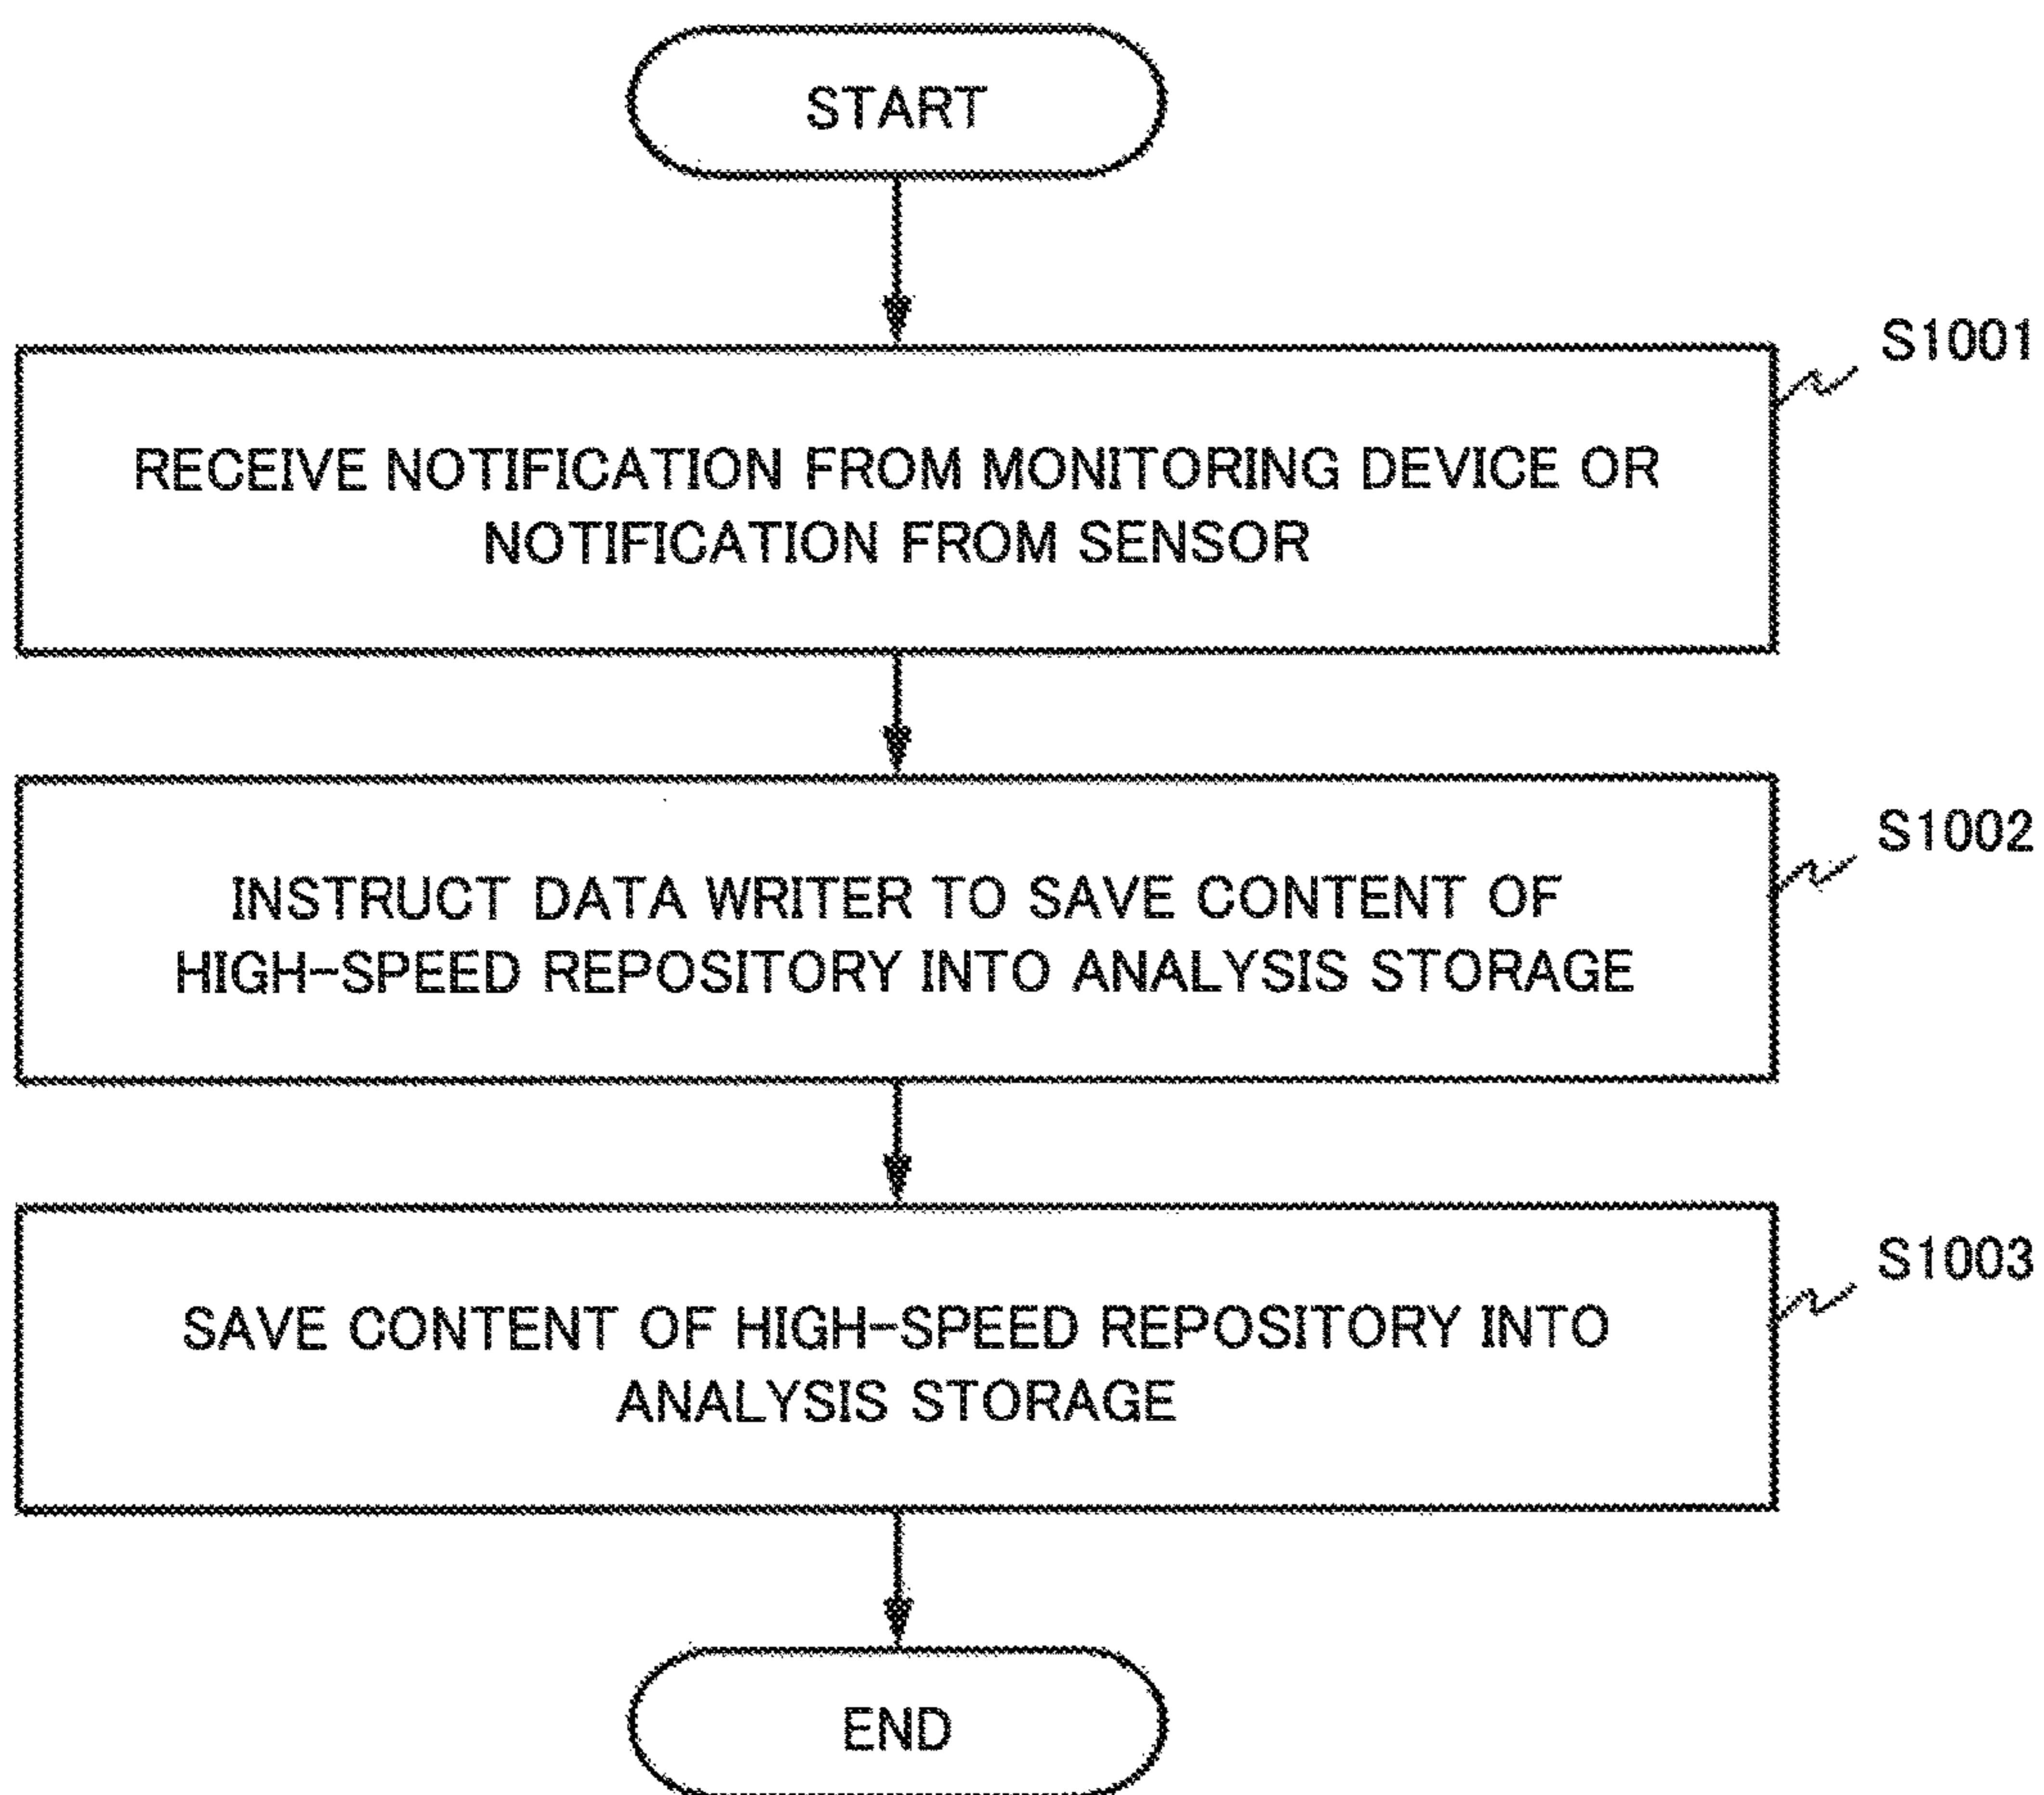 START
S1001
RECEIVE NOTIFICATION FROM MONITORING DEVICE OR
NOTIFICATION FROM SENSOR
S1002
INSTRUCT DATA WRITER TO SAVE CONTENT OF
HIGH-SPEED REPOSITORY INTO ANALYSIS STORAGE
S1003
SAVE CONTENT OF HIGH-SPEED REPOSITORY INTO
ANALYSIS STORAGE
END